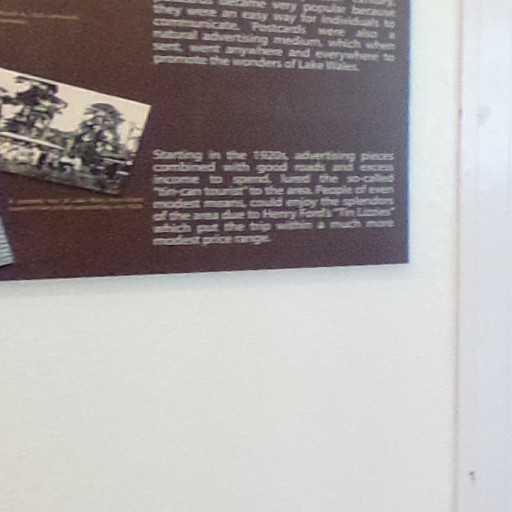 became very popular because
they were an easy way for individuals to
communicate. Postcards were also a
natural advertising medium, which when
sent, went anywhere and everywhere to
promote the wonders of Lake Wales.
Starting in the 1920s, advertising pieces
combined with good roads and excess
income to spend, lured the so-called
"tin-can tourist" to the area. People of even
modest means, could enjoy the splendors
of the area due to Henry Ford's "Tin Lizzies"
which put the trip within a much more
modest price range.